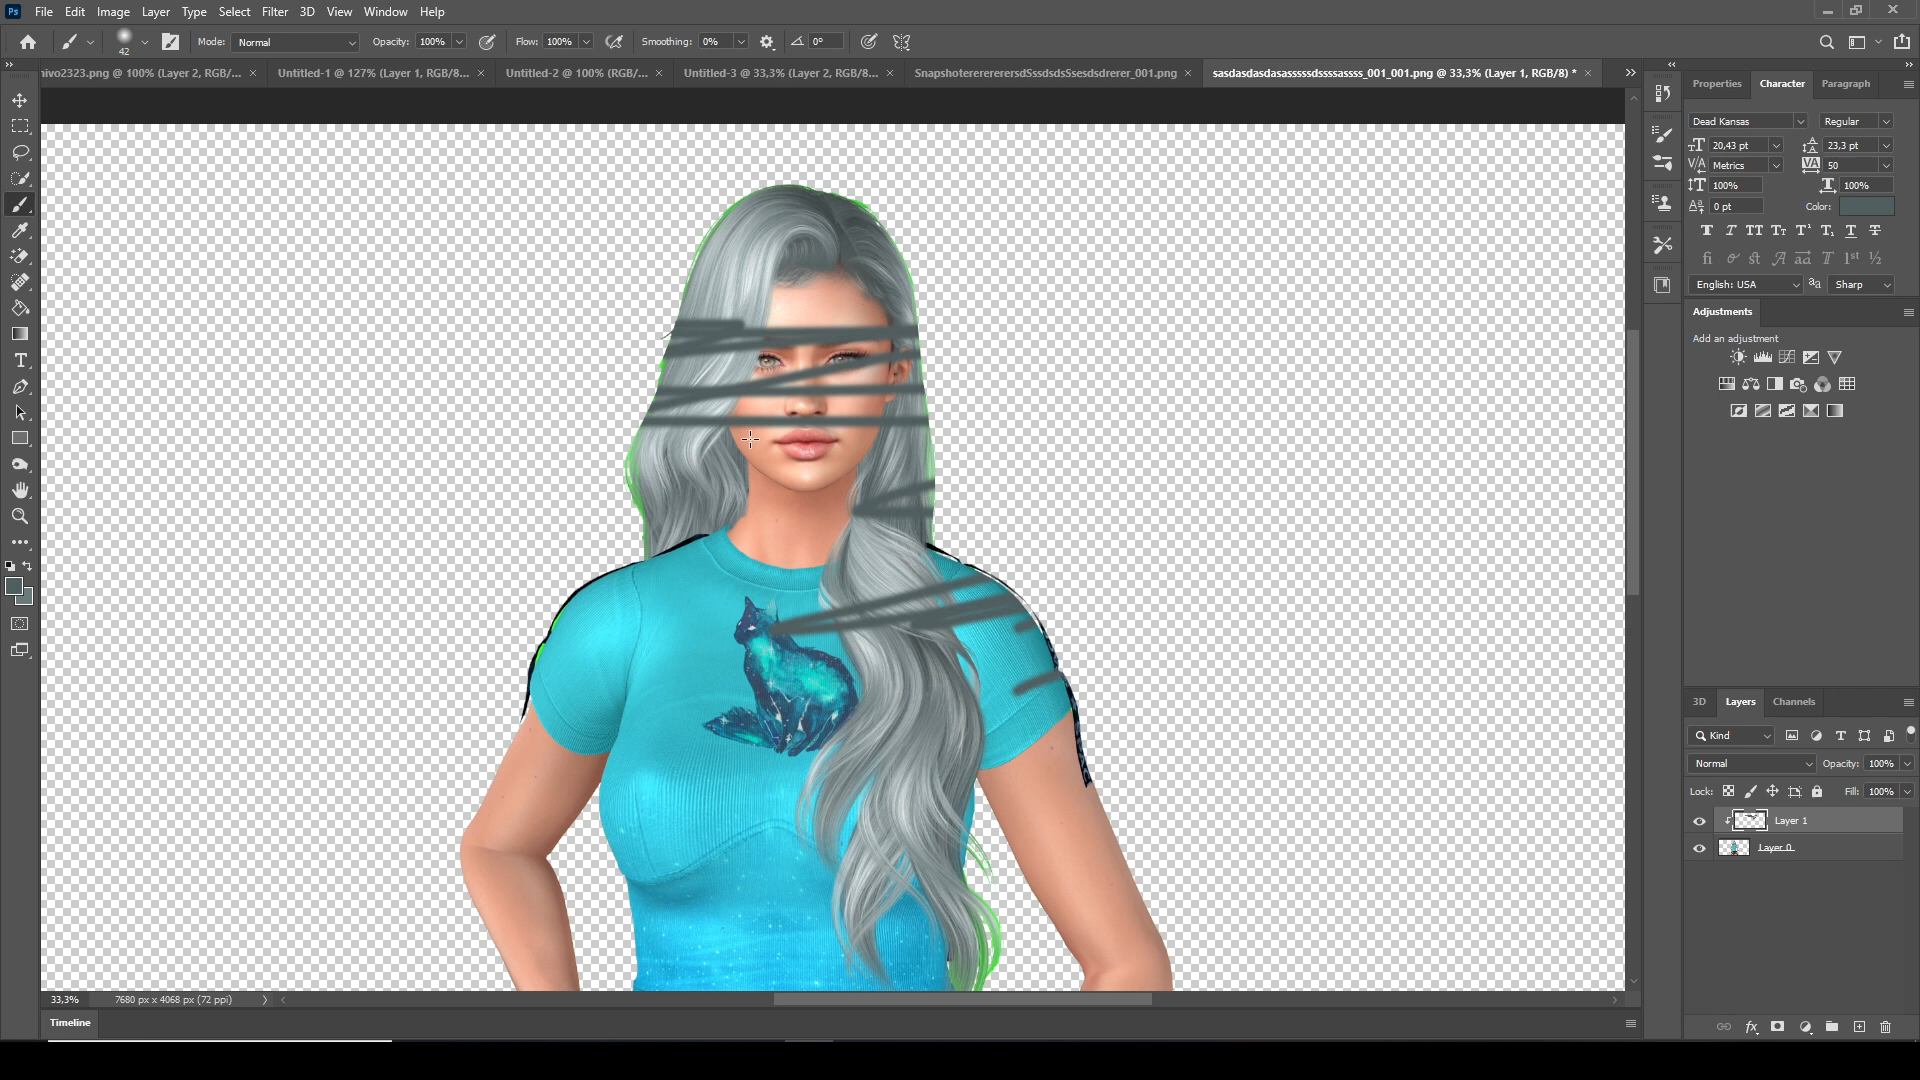 Ps File Edit Image Layer Type Select Filter 3D View Window Help
42 Mode: Normal Opacity: 100% Flow: 100% Smoothing: 0% 0°
nivo2323.png @ 100% (Layer 2, RGB/... × Untitled-1 @ 127% (Layer 1, RGB/8... × Untitled-2 @ 100% (RGB/... × Untitled-3 @ 33,3% (Layer 2, RGB/8... × × sasdasdasdasasssssdssssassss_001_001.png @ 33,3% (Layer 1, RGB/8) * ×
Properties Character Paragraph
Dead Kansas Regular
20,43 pt 23,3 pt
Metrics 50
100% 100%
0 pt Color:
English: USA Sharp
Adjustments
Add an adjustment
3D Layers Channels
Kind
Normal Opacity: 100%
Lock: Fill: 100%
Layer 1
Layer 0
33,3% 7680 px x 4068 px (72 ppi)
Timeline